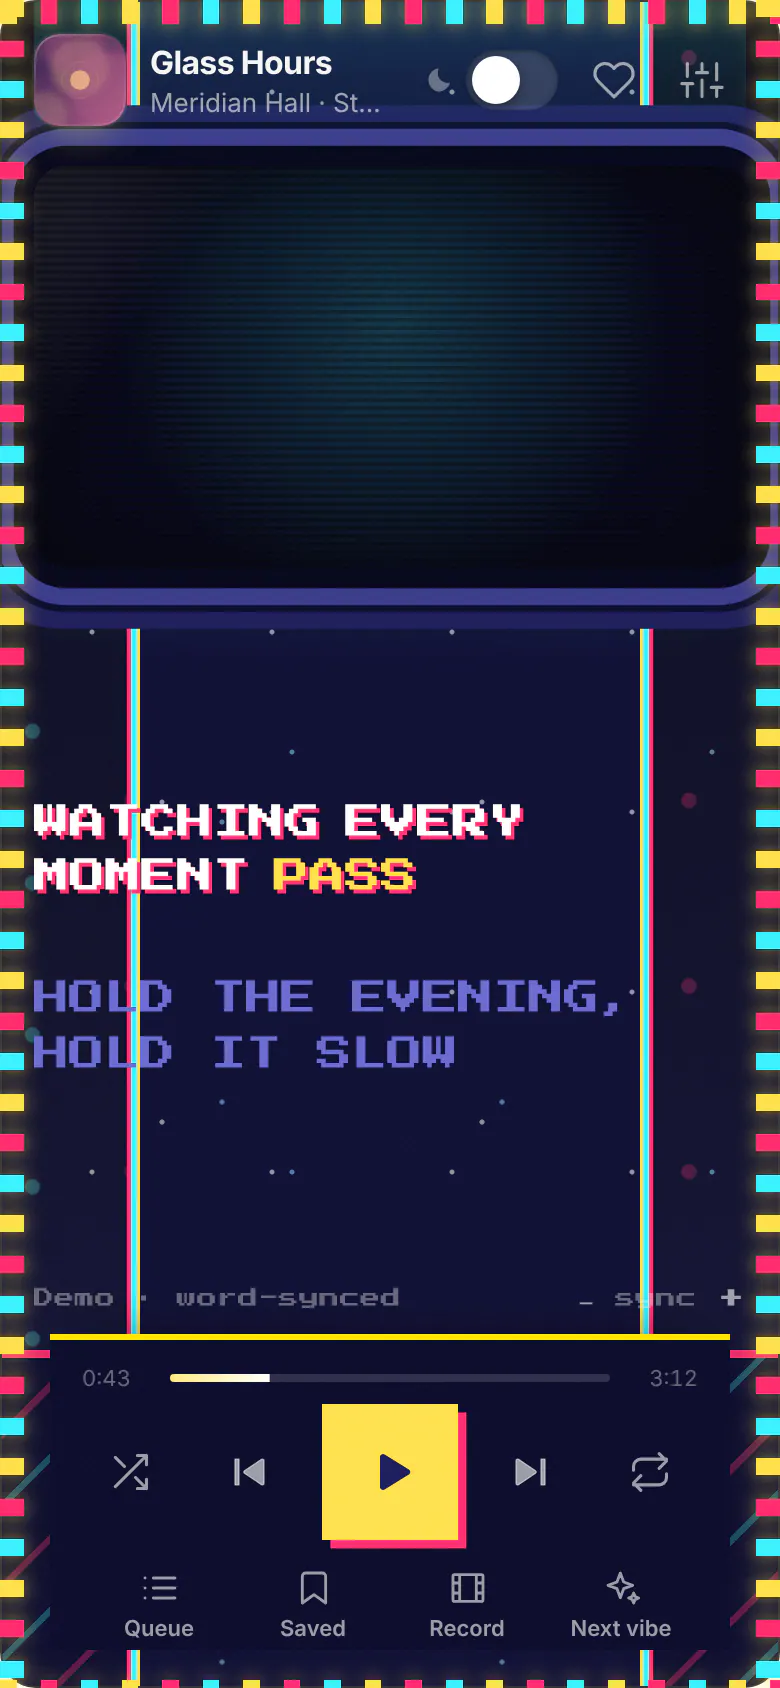 Glass Hours
Meridian Hall · St...
WATCHING EVERY
MOMENT PASS
HOLD THE EVENING,
HOLD IT SLOW
Demo · word-synced
– sync +
0:43
3:12
Queue
Saved
Record
Next vibe